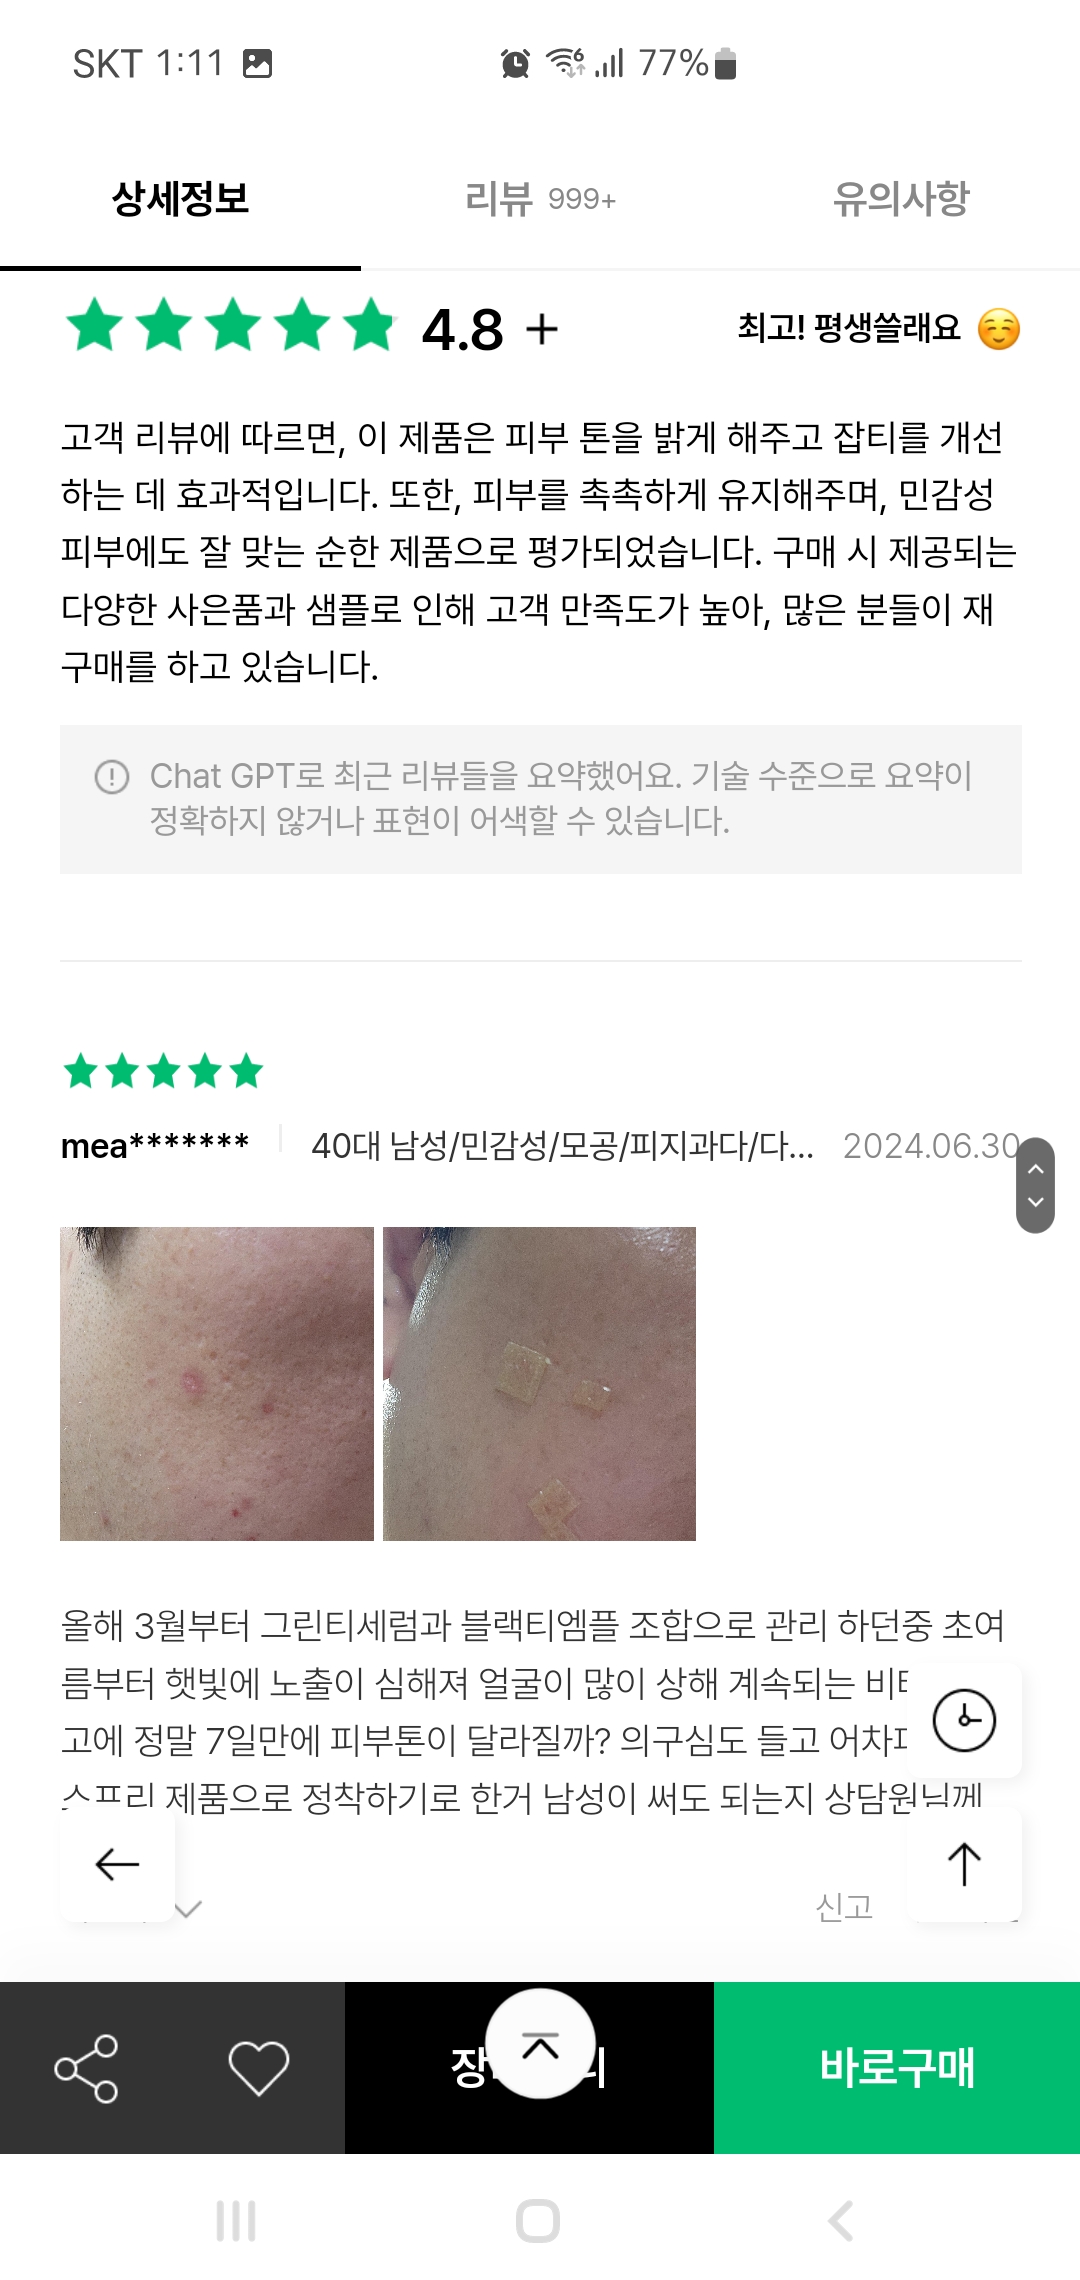 SKT 1:11 77%
상세정보 리뷰 999+ 유의사항
4.8 + 최고! 평생쓸래요
고객 리뷰에 따르면, 이 제품은 피부 톤을 밝게 해주고 잡티를 개선
하는 데 효과적입니다. 또한, 피부를 촉촉하게 유지해주며, 민감성
피부에도 잘 맞는 순한 제품으로 평가되었습니다. 구매 시 제공되는
다양한 사은품과 샘플로 인해 고객 만족도가 높아, 많은 분들이 재
구매를 하고 있습니다.
Chat GPT로 최근 리뷰들을 요약했어요. 기술 수준으로 요약이
정확하지 않거나 표현이 어색할 수 있습니다.
mea******* 40대 남성/민감성/모공/피지과다/다... 2024.06.30
올해 3월부터 그린티세럼과 블랙티엠플 조합으로 관리 하던중 초여
름부터 햇빛에 노출이 심해져 얼굴이 많이 상해 계속되는
고에 정말 7일만에 피부톤이 달라질까? 의구심도 들고
스프리 제품으로 정착하기로 한거 남성이 써도 되는지 상담원님께
신고
바로구매